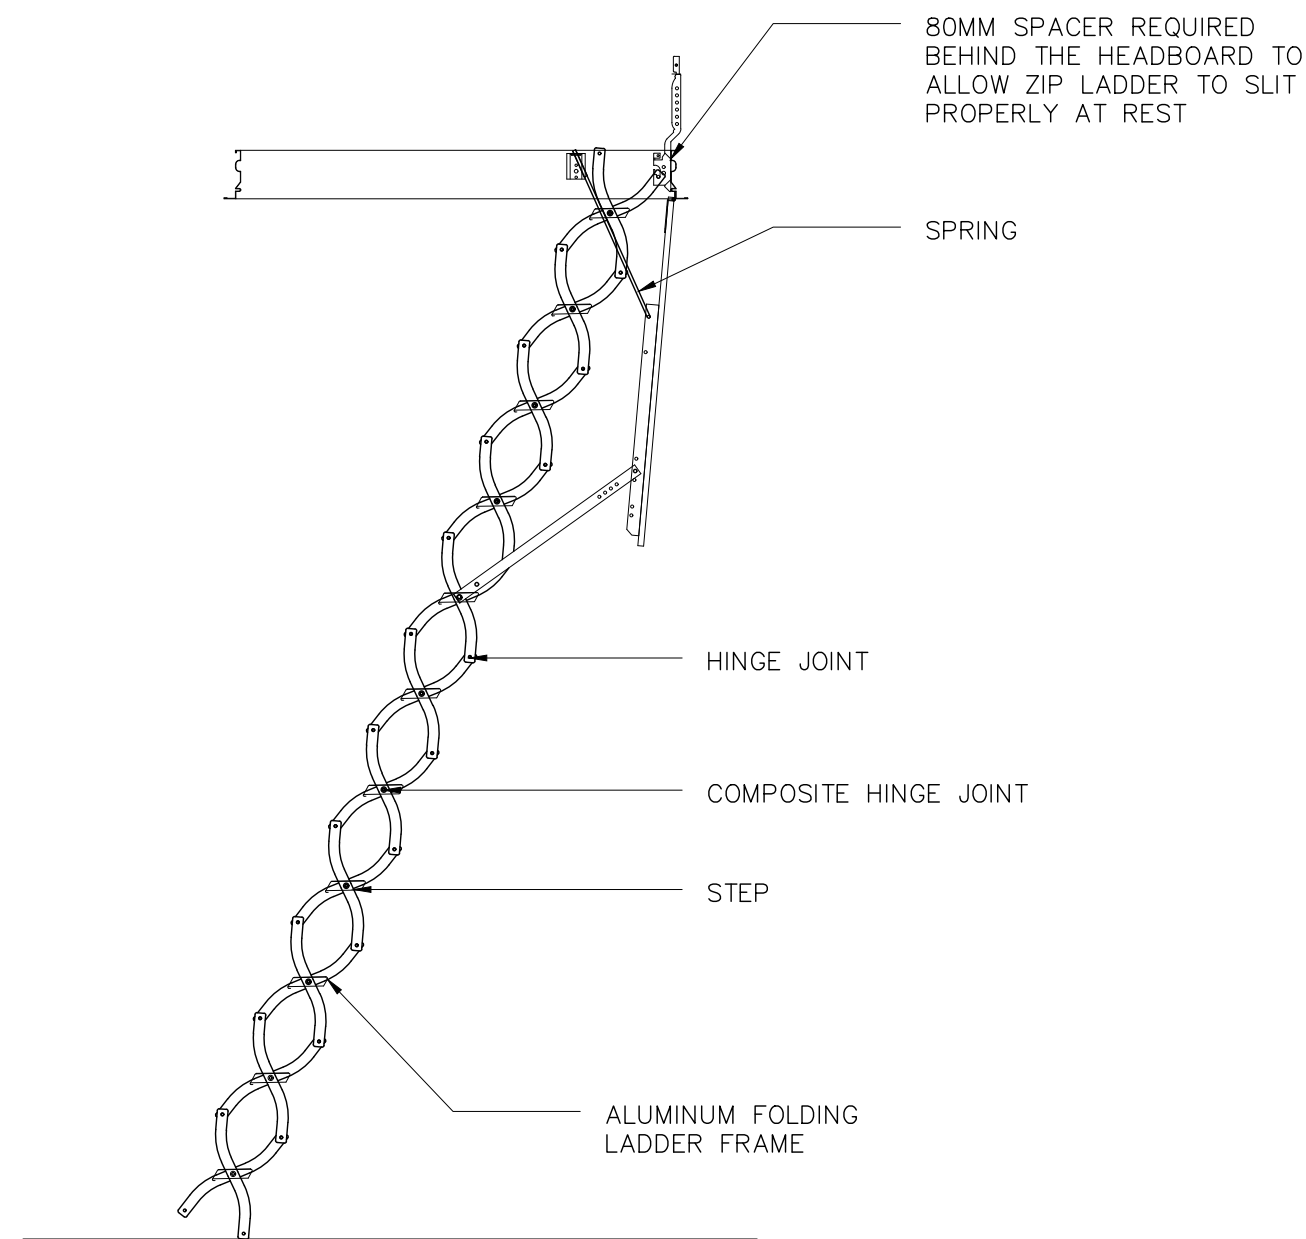 80MM SPACER REQUIRED
BEHIND THE HEADBOARD TO
ALLOW ZIP LADDER TO SLIT
PROPERLY AT REST
SPRING
HINGE JOINT
COMPOSITE HINGE JOINT
STEP
ALUMINUM FOLDING
LADDER FRAME